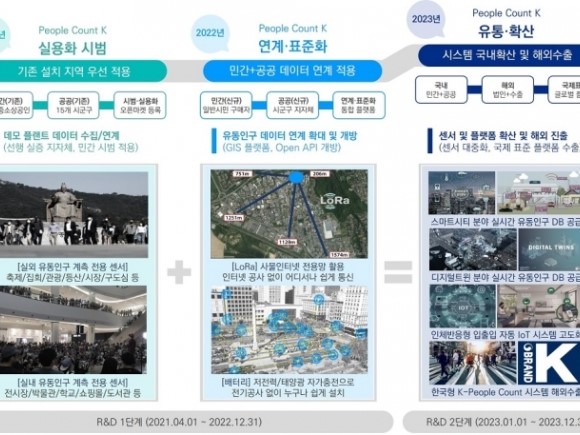 년
People Count K
실용화 시범
기존 설치 지역 우선 적용
민간(기존)
소상공인
공공(기존)
15개 시군구
시범·실용화
오픈마켓 등록
데모 플랜트 데이터 수집/연계
(선행 실증 지자체, 민간 시범 적용)
[실외 유동인구 계측 전용 센서]
축제/집회/관광/등산/시장/구도심 등
[실내 유동인구 계측 전용 센서]
전시장/박물관/학교/쇼핑몰/도서관 등
2022년
People Count K
연계·표준화
민간+공공 데이터 연계 적용
민간(신규)
일반시민 구매자
공공(신규)
시군구 지자체
연계·표준화
통합 플랫폼
유동인구 데이터 연계 확대 및 개방
(GIS 플랫폼, Open API 개방)
751m
206m
LoRa
1251m
1129m
1574m
[LoRa] 사물인터넷 전용망 활용
인터넷 공사 없이 어디서나 쉽게 통신
[배터리] 저전력/태양광 자가충전으로
전기공사 없이 누구나 쉽게 설치
2023년
People Count K
유통·확산
시스템 국내확산 및 해외수출
국내
민간+공공
해외
법인+수출
국제표
글로벌
센서 및 플랫폼 확산 및 해외 진출
(센서 대중화, 국제 표준 플랫폼 수출)
스마트시티 분야 실시간 유동인구 DB 공급
DIGITAL TWINS
디지털트윈 분야 실시간 유동인구 DB 공급
IOT
인체반응형 출입 자동 IoT 시스템 고도화
BRAND
K
한국형 K-People Count 시스템 해외수출
R&D 1단계 (2021.04.01 ~ 2022.12.31)
R&D 2단계 (2023.01.01 ~ 2023.12.3